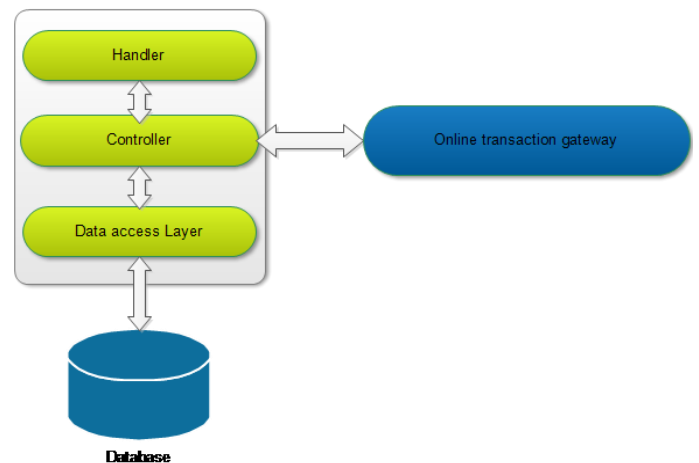 Handler
Controller
Online transaction gateway
Data access Layer
Database